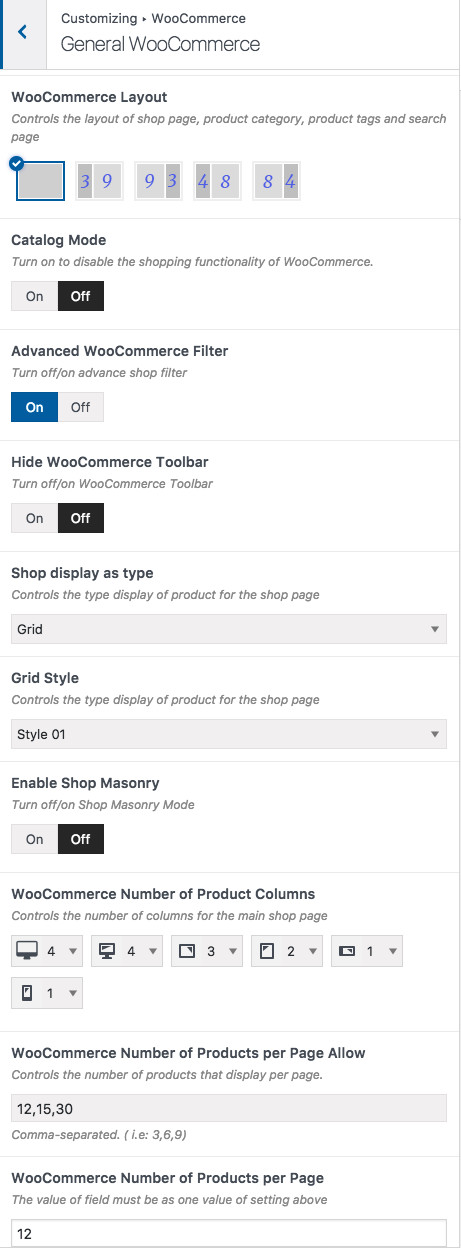 Customizing ▸ WooCommerce
General WooCommerce
WooCommerce Layout
Controls the layout of shop page, product category, product tags and search
page
3 9 9 3 4 8 8 4
Catalog Mode
Turn on to disable the shopping functionality of WooCommerce.
On Off
Advanced WooCommerce Filter
Turn off/on advance shop filter
On Off
Hide WooCommerce Toolbar
Turn off/on WooCommerce Toolbar
On Off
Shop display as type
Controls the type display of product for the shop page
Grid
Grid Style
Controls the type display of product for the shop page
Style 01
Enable Shop Masonry
Turn off/on Shop Masonry Mode
On Off
WooCommerce Number of Product Columns
Controls the number of columns for the main shop page
4 4 3 2 1
1
WooCommerce Number of Products per Page Allow
Controls the number of products that display per page.
12,15,30
Comma-separated. ( i.e: 3,6,9)
WooCommerce Number of Products per Page
The value of field must be as one value of setting above
12